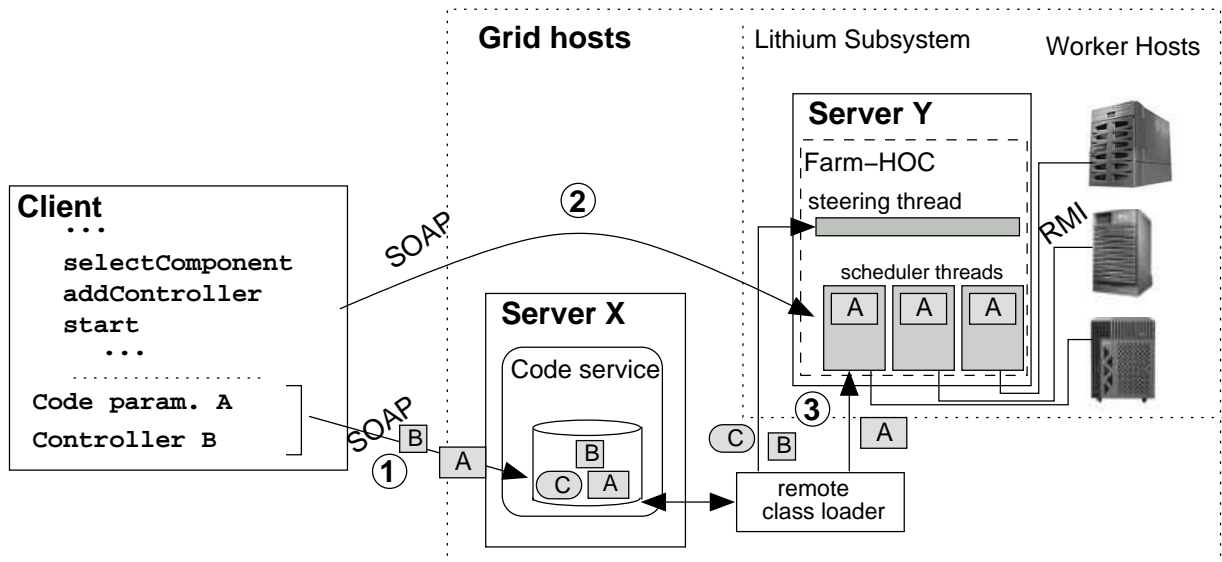 Grid hosts
Lithium Subsystem
Worker Hosts
Server Y
Farm−HOC
steering thread
scheduler threads
A
A
A
RMI
Client
...
selectComponent
addController
start
...
Code param. A
Controller B
SOAP
2
SOAP
1
B
A
Server X
Code service
B
C
A
3
C
B
A
remote
class loader